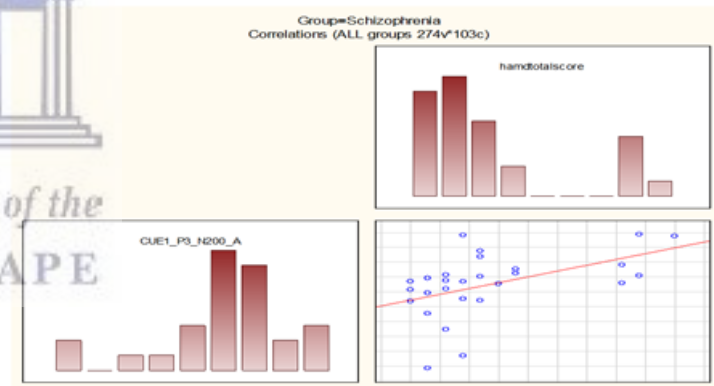 Group=Schizophrenia
Correlations (ALL groups 274v*103c)
hamdtotalscore
of the
CUE1_P3_N200_A
APE